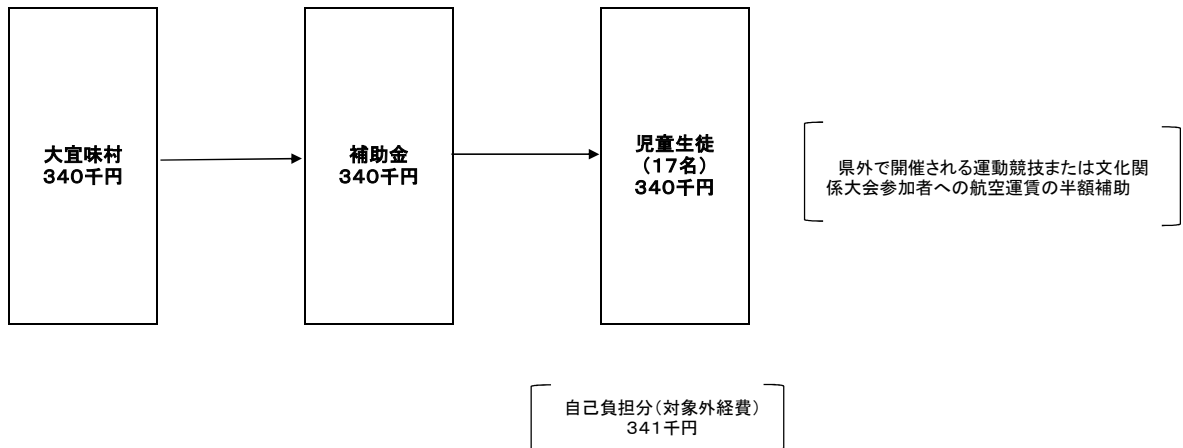 大宜味村
340千円
補助金
340千円
児童生徒
(17名)
340千円
県外で開催される運動競技または文化関
係大会参加者への航空運賃の半額補助
自己負担分(対象外経費)
341千円